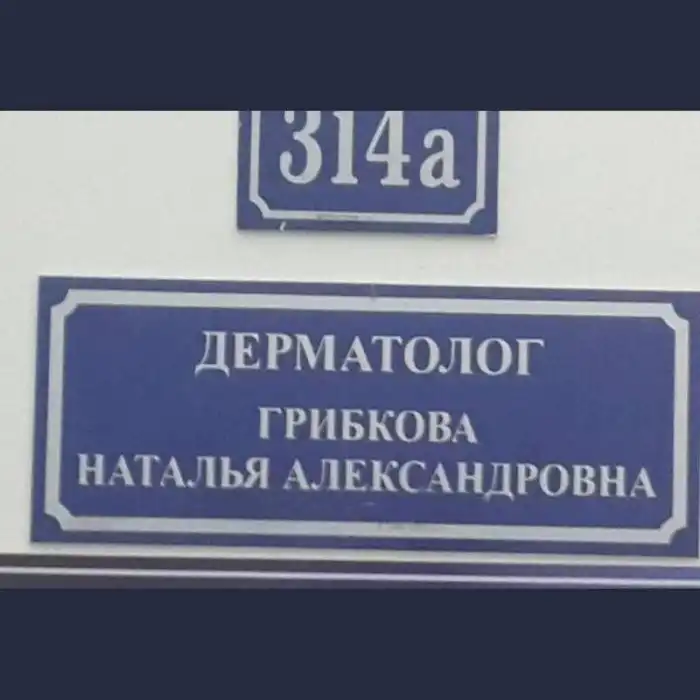 314а
ДЕРМАТОЛОГ
ГРИБКОВА
НАТАЛЬЯ АЛЕКСАНДРОВНА